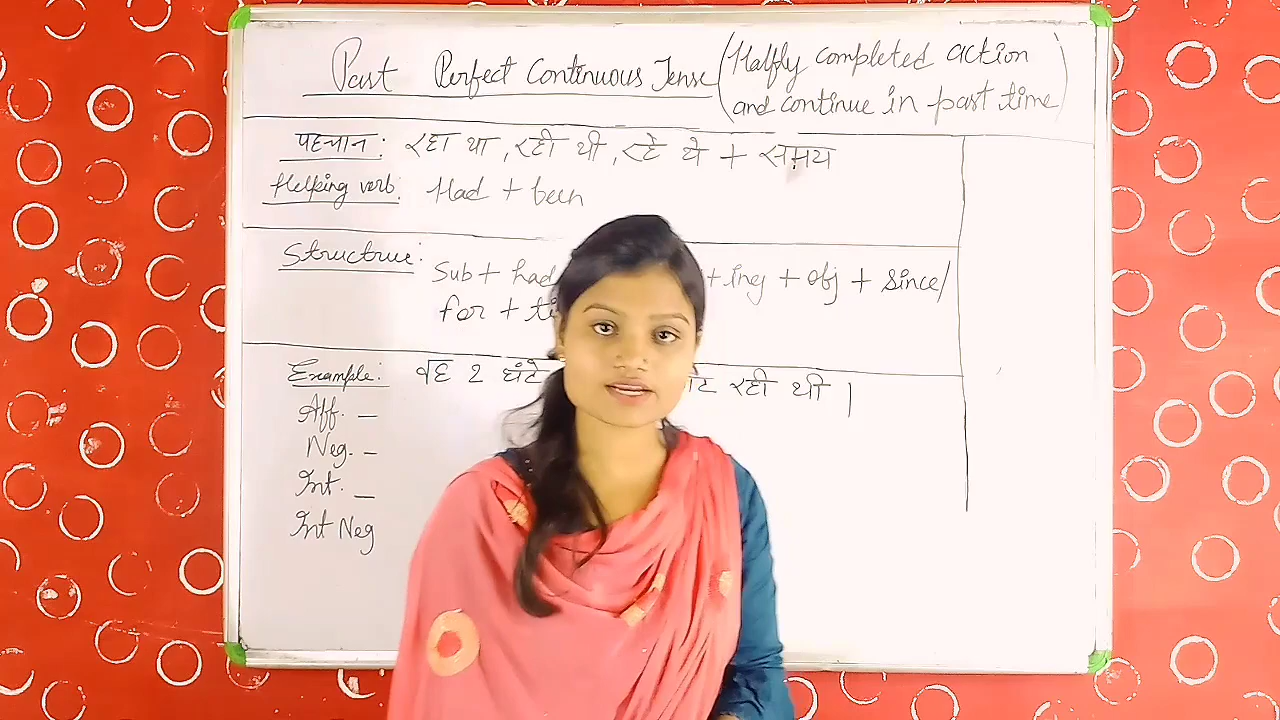 Past Perfect Continuous Tense (Halfly completed action
and continue in past time)
पहचान: रहा था, रही थी, रहे थे + समय
Helping verb: Had + been
Structrue:
Sub + had + ing + obj + since/
for +
Example: वह 2 घंटे रही थी ।
Aff. –
Neg. –
Int. –
Int Neg